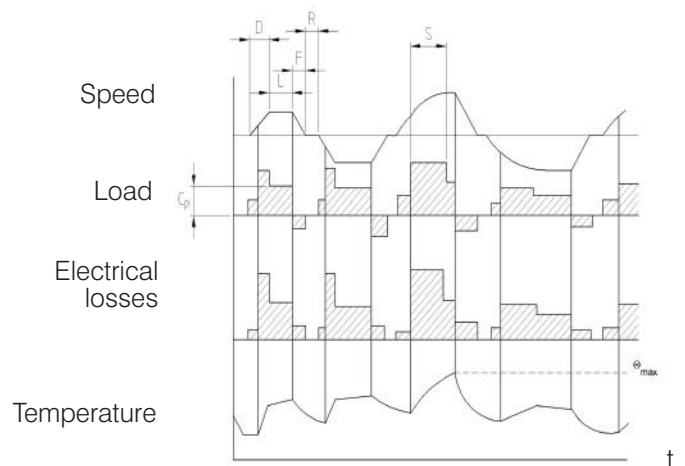 D
R
S
F
L
Speed
Load
Cp
Electrical
losses
Θmax
Temperature
t